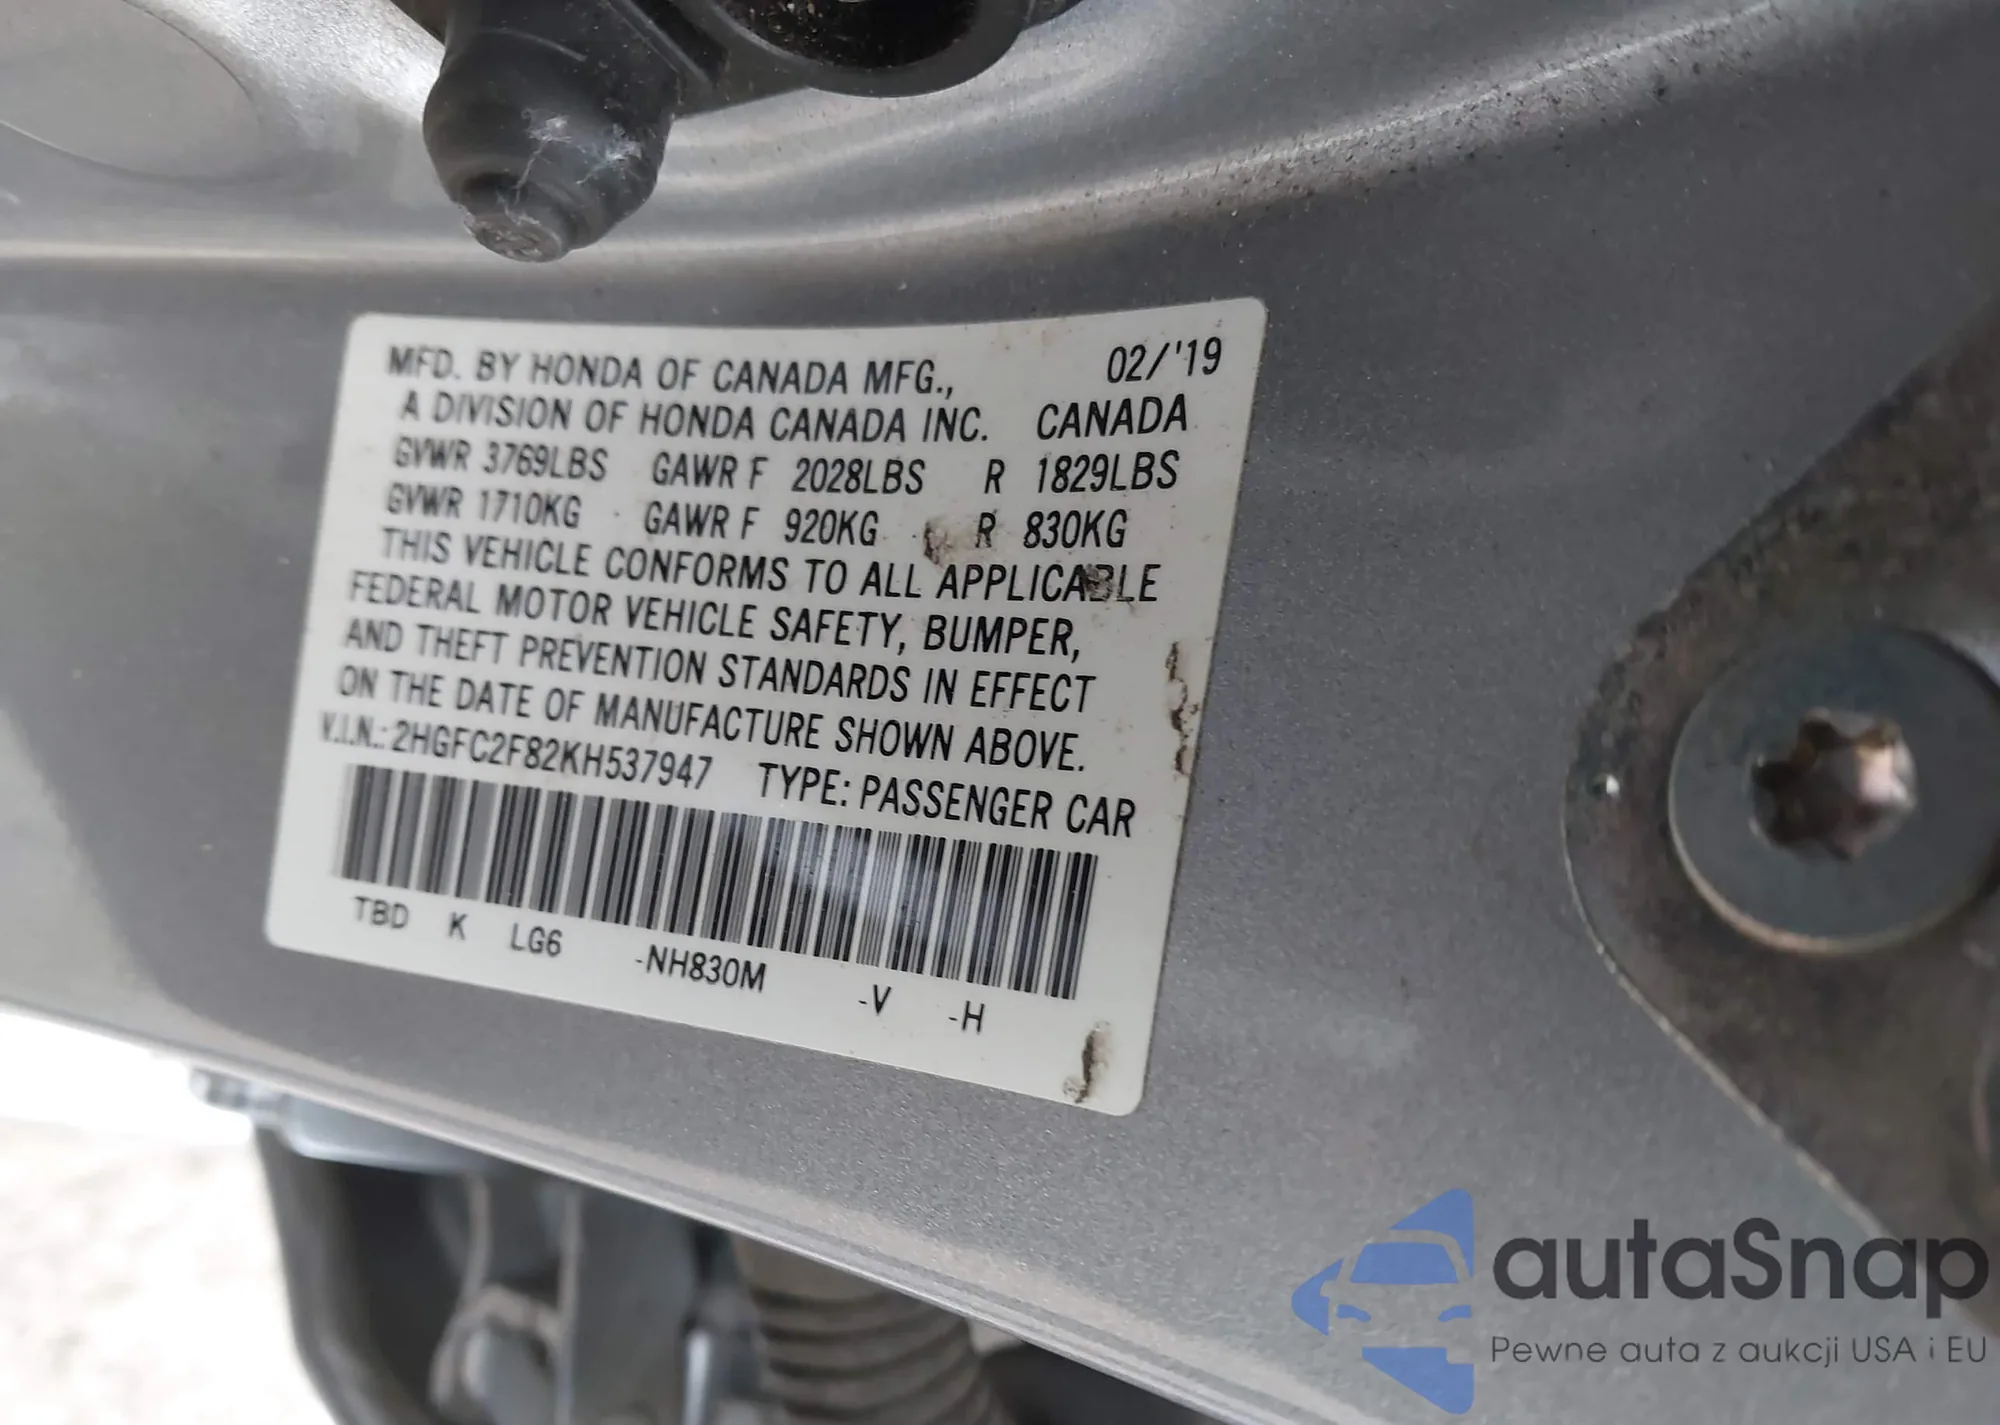 MFD. BY HONDA OF CANADA MFG., 02/'19
A DIVISION OF HONDA CANADA INC. CANADA
GVWR 3769LBS GAWR F 2028LBS R 1829LBS
GVWR 1710KG GAWR F 920KG R 830KG
THIS VEHICLE CONFORMS TO ALL APPLICABLE
FEDERAL MOTOR VEHICLE SAFETY, BUMPER,
AND THEFT PREVENTION STANDARDS IN EFFECT
ON THE DATE OF MANUFACTURE SHOWN ABOVE.
V.I.N.: 2HGFC2F82KH537947 TYPE: PASSENGER CAR
TBD K LG6 -NH830M -V -H
autaSnap
Pewne auta z aukcji USA i EU